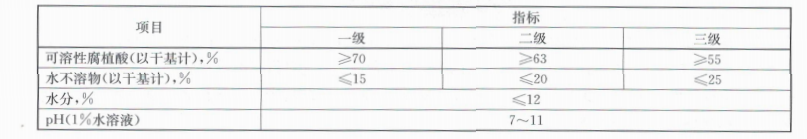 项目 指标
一级 二级 三级
可溶性腐植酸(以干基计),% ≥70 ≥63 ≥55
水不溶物(以干基计),% ≤15 ≤20 ≤25
水分,% ≤12
pH(1%水溶液) 7～11